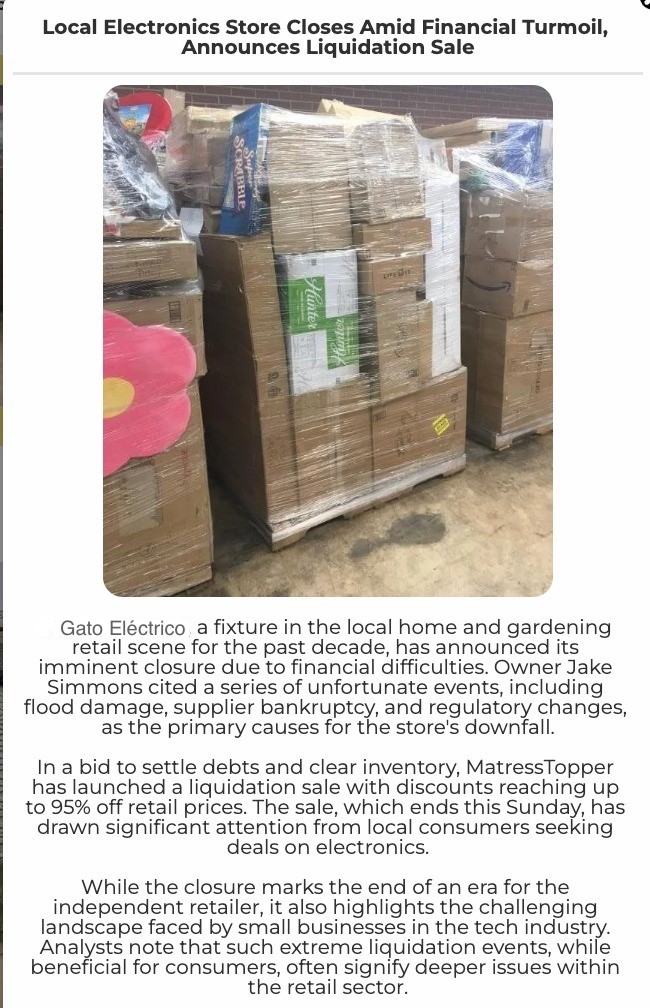 Local Electronics Store Closes Amid Financial Turmoil,
Announces Liquidation Sale
Super
SCRABBLE
Hunter
Hunter
Gato Eléctrico, a fixture in the local home and gardening
retail scene for the past decade, has announced its
imminent closure due to financial difficulties. Owner Jake
Simmons cited a series of unfortunate events, including
flood damage, supplier bankruptcy, and regulatory changes,
as the primary causes for the store's downfall.
In a bid to settle debts and clear inventory, MatressTopper
has launched a liquidation sale with discounts reaching up
to 95% off retail prices. The sale, which ends this Sunday, has
drawn significant attention from local consumers seeking
deals on electronics.
While the closure marks the end of an era for the
independent retailer, it also highlights the challenging
landscape faced by small businesses in the tech industry.
Analysts note that such extreme liquidation events, while
beneficial for consumers, often signify deeper issues within
the retail sector.